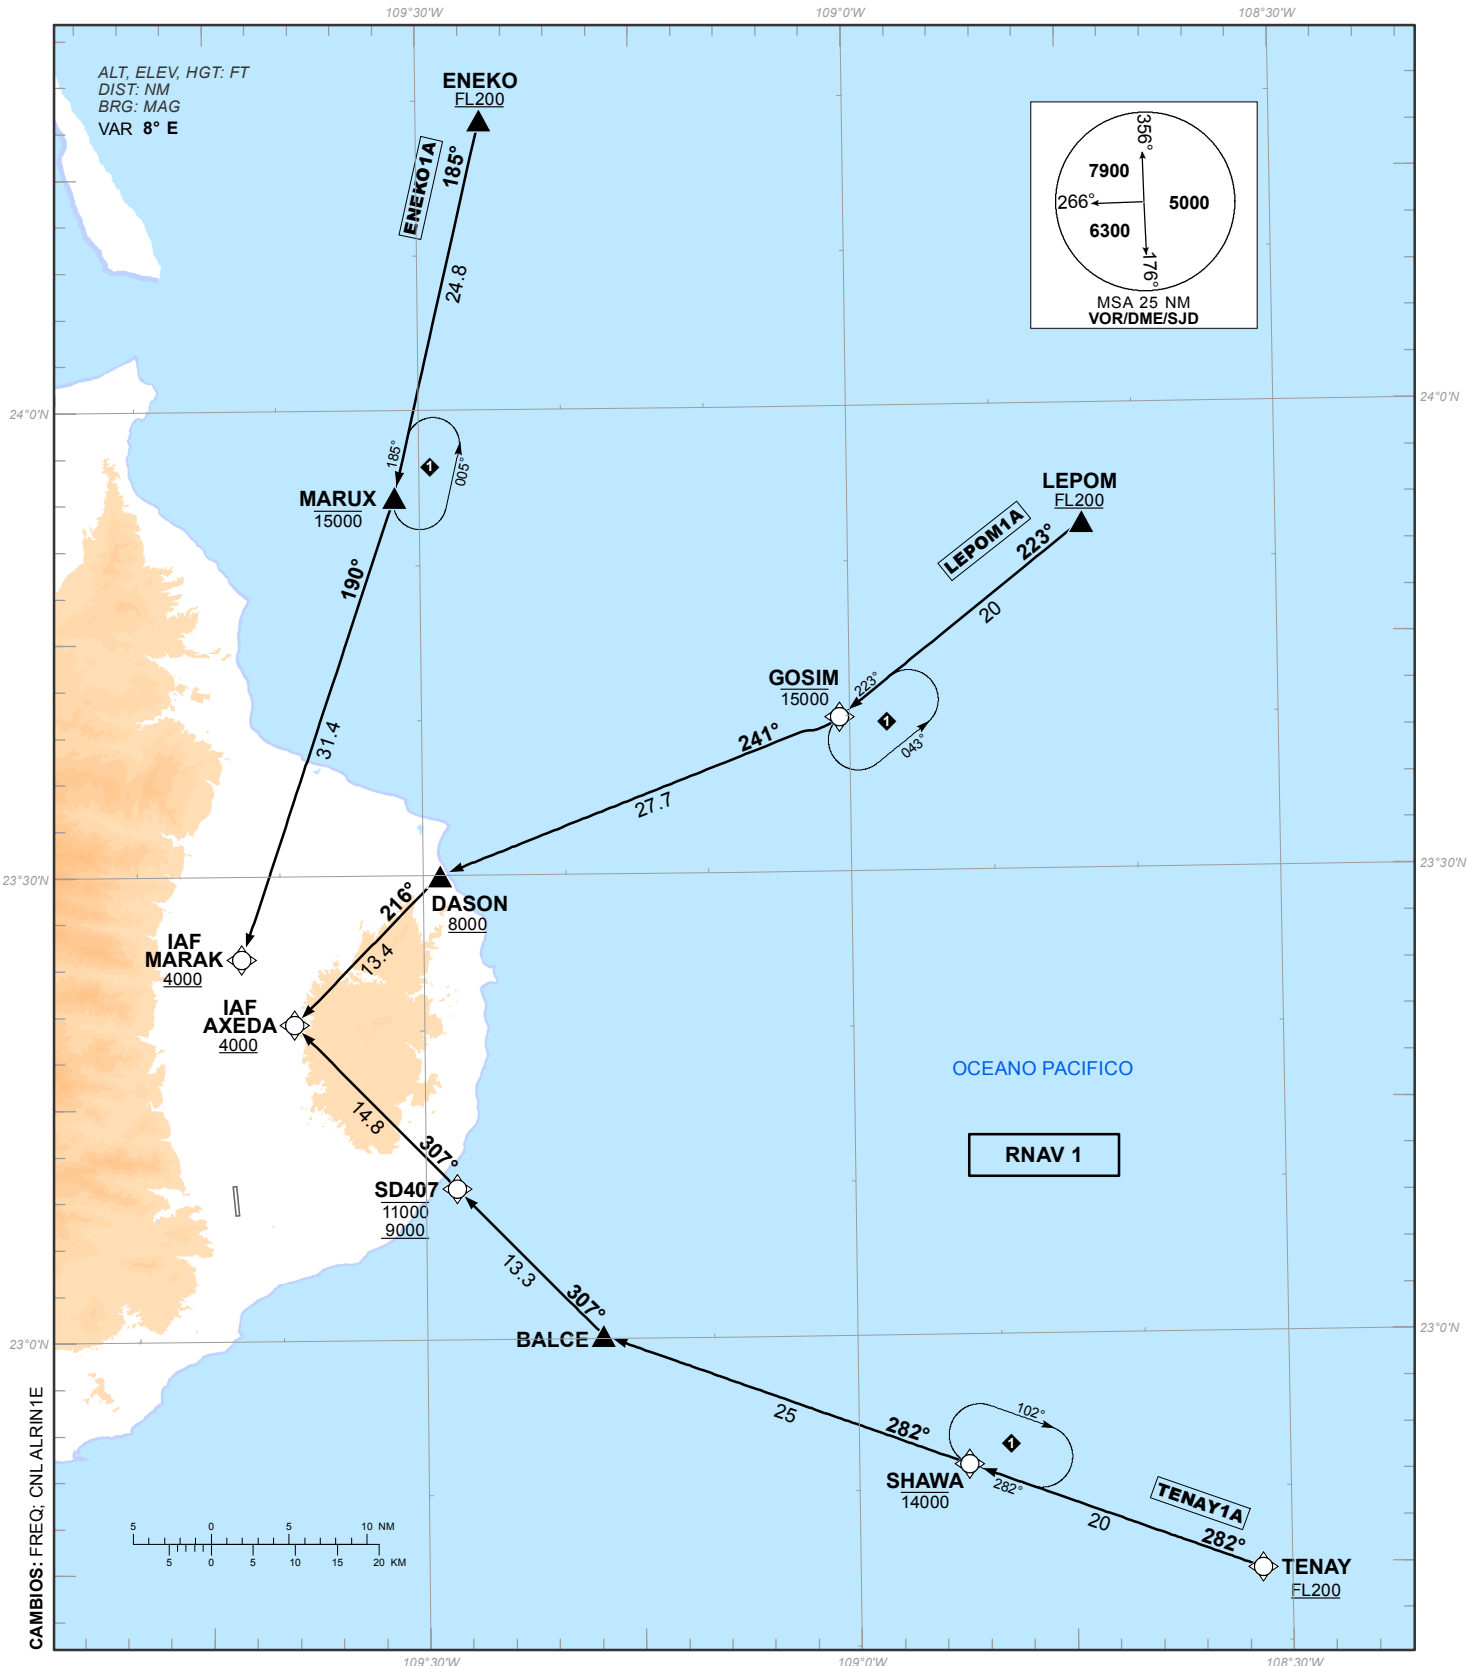 109°30'W
109°0'W
108°30'W
ALT, ELEV, HGT: FT
DIST: NM
BRG: MAG
VAR 8° E
ENEKO
FL200
ENEKO1A
185°
24.8
356°
7900
266°
5000
6300
176°
MSA 25 NM
VOR/DME/SJD
24°0'N
24°0'N
185°
1
005°
MARUX
15000
LEPOM
FL200
LEPOM1A
223°
20
190°
31.4
GOSIM
15000
223°
1
043°
241°
27.7
23°30'N
23°30'N
DASON
8000
216°
13.4
IAF
MARAK
4000
IAF
AXEDA
4000
OCEANO PACIFICO
RNAV 1
14.8
307°
SD407
11000
9000
13.3
307°
BALCE
23°0'N
23°0'N
25
282°
102°
1
SHAWA
14000
282°
TENAY1A
20
282°
TENAY
FL200
5 0 5 10 NM
5 0 5 10 15 20 KM
CAMBIOS: FREQ; CNL ALRIN1E
109°30'W
109°0'W
108°30'W